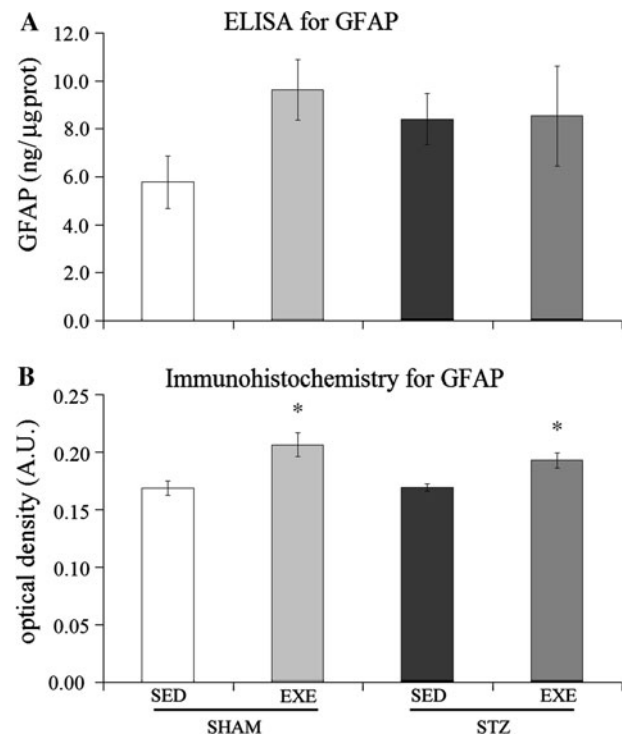 A
ELISA for GFAP
GFAP (ng/µgprot)
12.0
10.0
8.0
6.0
4.0
2.0
0.0
B
Immunohistochemistry for GFAP
optical density (A.U.)
0.25
0.20
0.15
0.10
0.05
0.00
*
*
SED EXE SED EXE
SHAM STZ